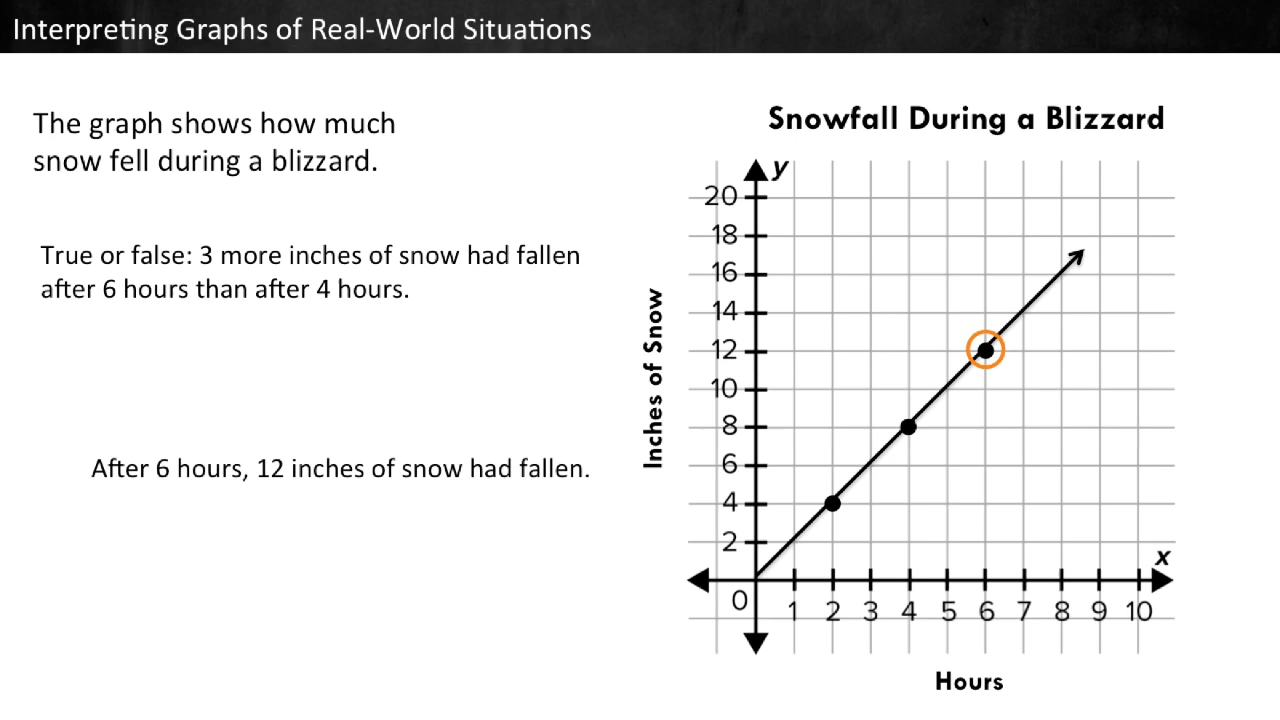 Interpreting Graphs of Real-World Situations
The graph shows how much
snow fell during a blizzard.
True or false: 3 more inches of snow had fallen
after 6 hours than after 4 hours.
After 6 hours, 12 inches of snow had fallen.
Snowfall During a Blizzard
y
20
18
16
14
12
10
8
6
4
2
Inches of Snow
x
0 1 2 3 4 5 6 7 8 9 10
Hours